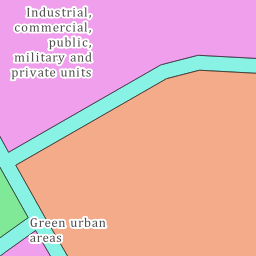 Industrial,
commercial,
public,
military and
private units
Green urban
areas